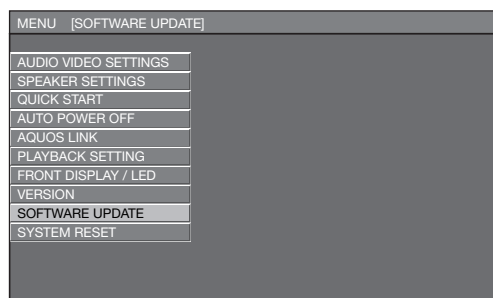 MENU [SOFTWARE UPDATE]
AUDIO VIDEO SETTINGS
SPEAKER SETTINGS
QUICK START
AUTO POWER OFF
AQUOS LINK
PLAYBACK SETTING
FRONT DISPLAY / LED
VERSION
SOFTWARE UPDATE
SYSTEM RESET